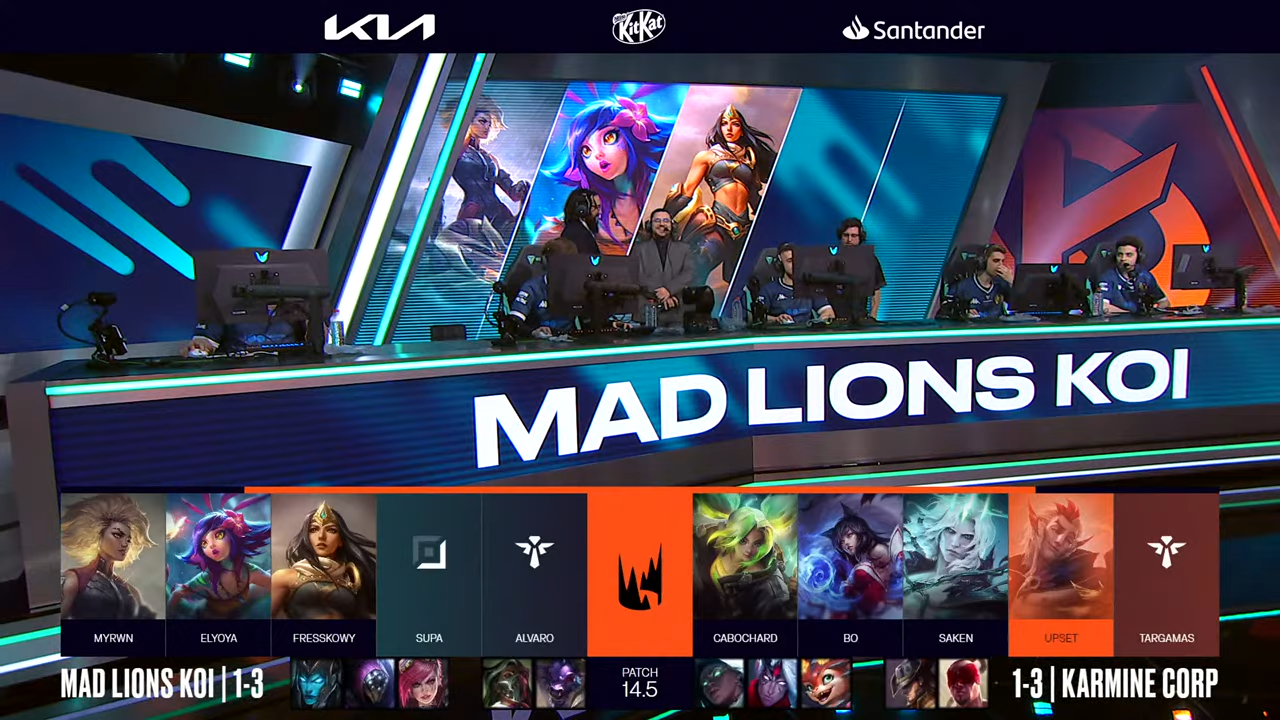 KIA
Nestlé
KitKat
Santander
MAD LIONS KOI
MYRWN
ELYOYA
FRESSKOWY
SUPA
ALVARO
CABOCHARD
BO
SAKEN
UPSET
TARGAMAS
MAD LIONS KOI | 1-3
PATCH
14.5
1-3 | KARMINE CORP